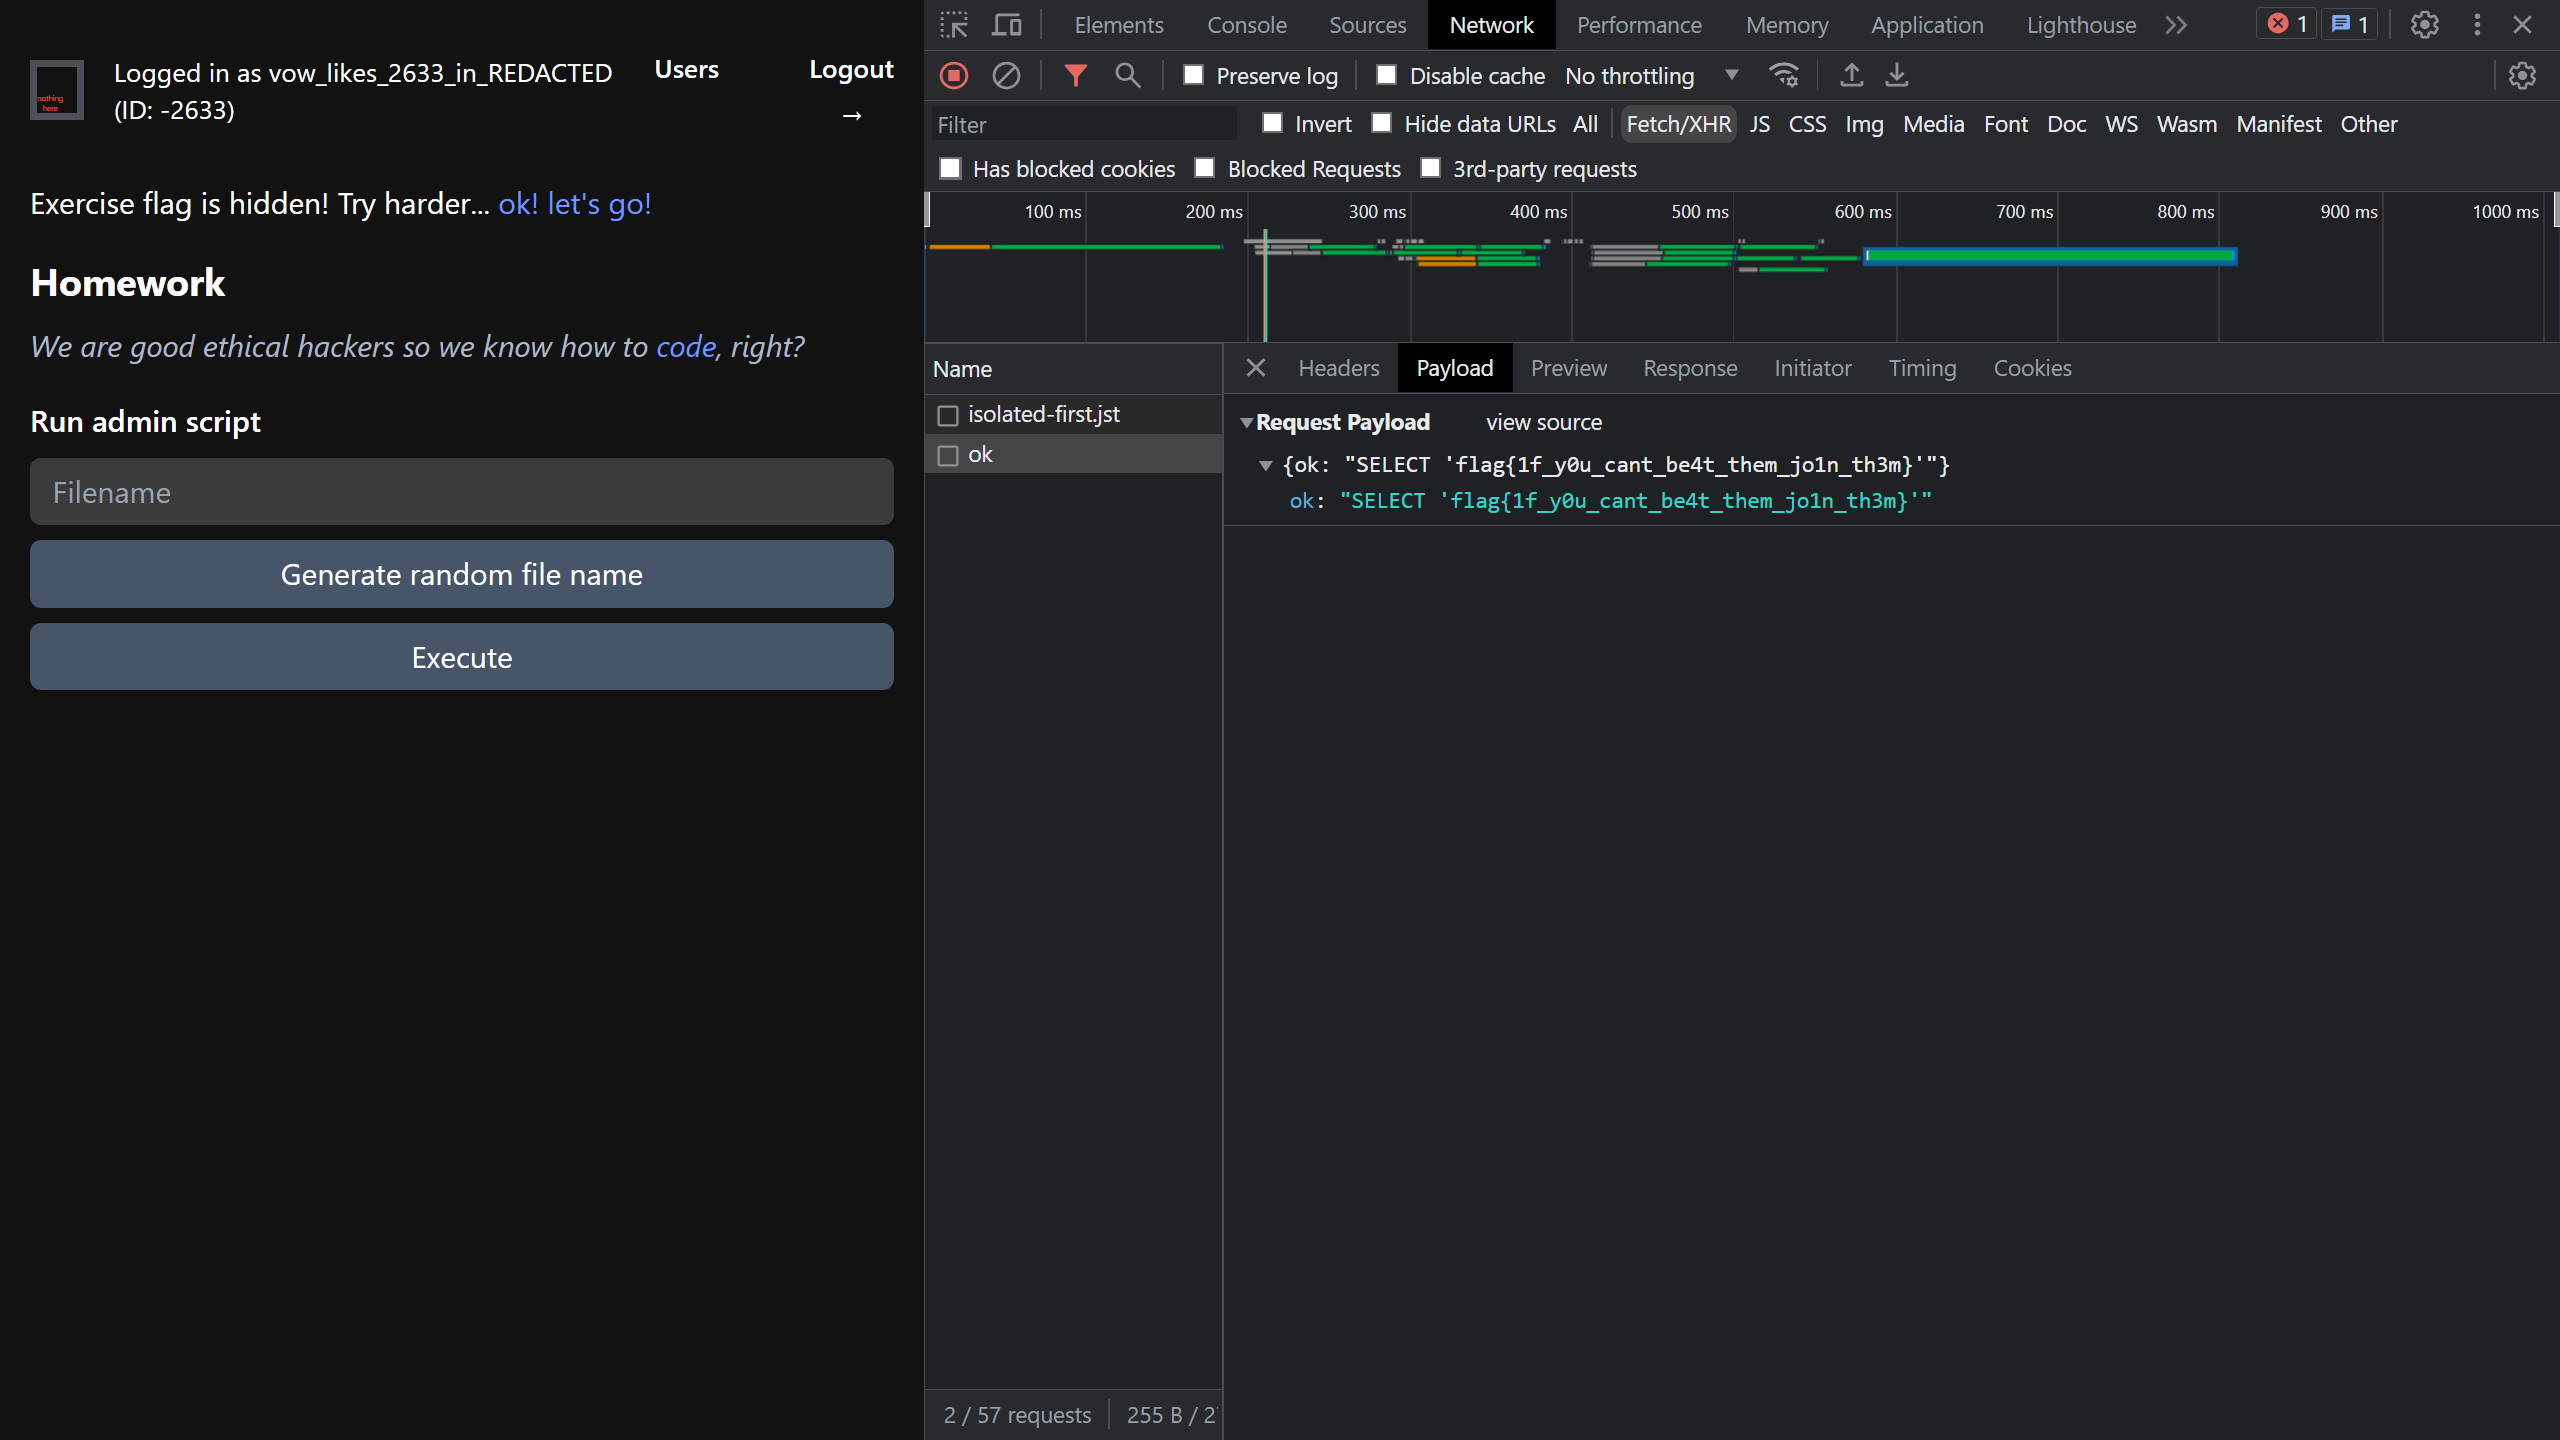 nothing
here
Logged in as vow_likes_2633_in_REDACTED
(ID: -2633)
Users
Logout
→
Exercise flag is hidden! Try harder... ok! let's go!
Homework
We are good ethical hackers so we know how to code, right?
Run admin script
Filename
Generate random file name
Execute
Elements Console Sources Network Performance Memory Application Lighthouse 1 1
Preserve log Disable cache No throttling
Filter Invert Hide data URLs All Fetch/XHR JS CSS Img Media Font Doc WS Wasm Manifest Other
Has blocked cookies Blocked Requests 3rd-party requests
100 ms 200 ms 300 ms 400 ms 500 ms 600 ms 700 ms 800 ms 900 ms 1000 ms
Name
isolated-first.jst
ok
2 / 57 requests 255 B / 2
Headers Payload Preview Response Initiator Timing Cookies
Request Payload view source
{ok: "SELECT 'flag{1f_y0u_cant_be4t_them_jo1n_th3m}'"}
ok: "SELECT 'flag{1f_y0u_cant_be4t_them_jo1n_th3m}'"